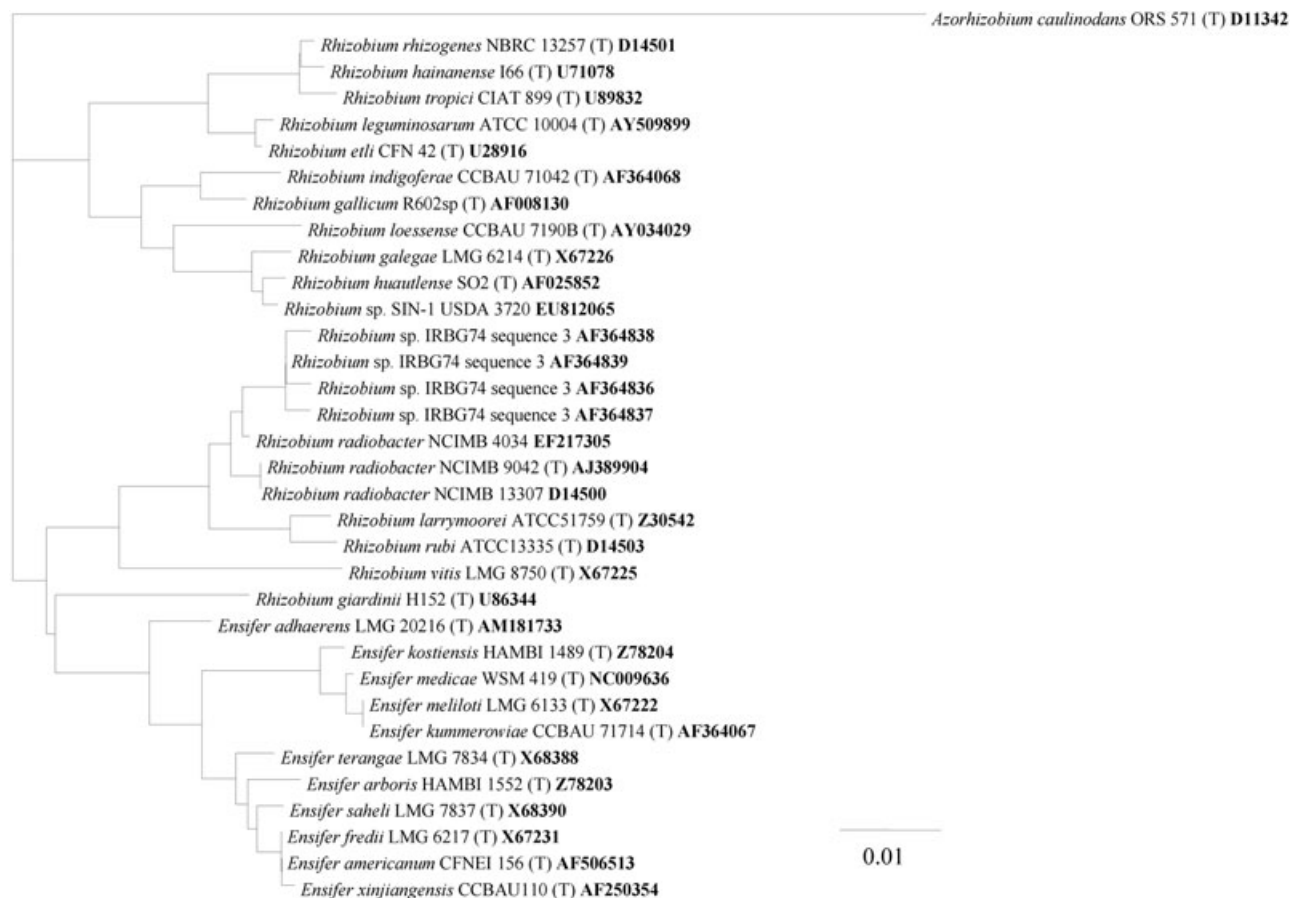 Azorhizobium caulinodans ORS 571 (T) D11342
Rhizobium rhizogenes NBRC 13257 (T) D14501
Rhizobium hainanense I66 (T) U71078
Rhizobium tropici CIAT 899 (T) U89832
Rhizobium leguminosarum ATCC 10004 (T) AY509899
Rhizobium etli CFN 42 (T) U28916
Rhizobium indigoferae CCBAU 71042 (T) AF364068
Rhizobium gallicum R602sp (T) AF008130
Rhizobium loessense CCBAU 7190B (T) AY034029
Rhizobium galegae LMG 6214 (T) X67226
Rhizobium huautlense SO2 (T) AF025852
Rhizobium sp. SIN-1 USDA 3720 EU812065
Rhizobium sp. IRBG74 sequence 3 AF364838
Rhizobium sp. IRBG74 sequence 3 AF364839
Rhizobium sp. IRBG74 sequence 3 AF364836
Rhizobium sp. IRBG74 sequence 3 AF364837
Rhizobium radiobacter NCIMB 4034 EF217305
Rhizobium radiobacter NCIMB 9042 (T) AJ389904
Rhizobium radiobacter NCIMB 13307 D14500
Rhizobium larrymoorei ATCC51759 (T) Z30542
Rhizobium rubi ATCC13335 (T) D14503
Rhizobium vitis LMG 8750 (T) X67225
Rhizobium giardinii H152 (T) U86344
Ensifer adhaerens LMG 20216 (T) AM181733
Ensifer kostiensis HAMBI 1489 (T) Z78204
Ensifer medicae WSM 419 (T) NC009636
Ensifer meliloti LMG 6133 (T) X67222
Ensifer kummerowiae CCBAU 71714 (T) AF364067
Ensifer terangae LMG 7834 (T) X68388
Ensifer arboris HAMBI 1552 (T) Z78203
Ensifer saheli LMG 7837 (T) X68390
Ensifer fredii LMG 6217 (T) X67231
Ensifer americanum CFNEI 156 (T) AF506513
Ensifer xinjiangensis CCBAU110 (T) AF250354
0.01